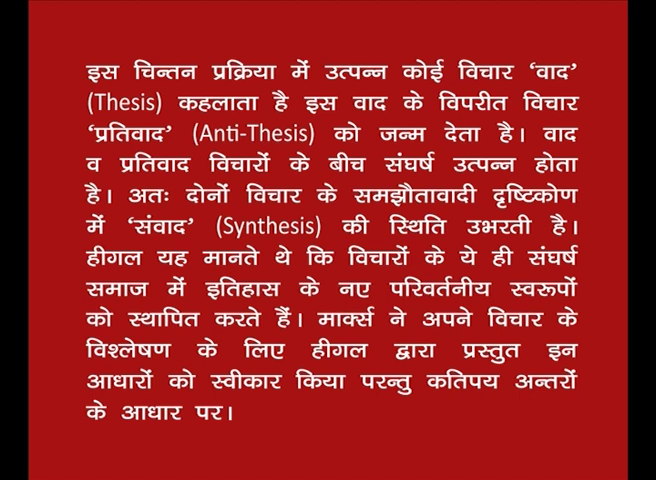 इस चिन्तन प्रक्रिया में उत्पन्न कोई विचार ‘वाद’
(Thesis) कहलाता है इस वाद के विपरीत विचार
‘प्रतिवाद’ (Anti-Thesis) को जन्म देता है। वाद
व प्रतिवाद विचारों के बीच संघर्ष उत्पन्न होता
है। अतः दोनों विचार के समझौतावादी दृष्टिकोण
में ‘संवाद’ (Synthesis) की स्थिति उभरती है।
हीगल यह मानते थे कि विचारों के ये ही संघर्ष
समाज में इतिहास के नए परिवर्तनीय स्वरूपों
को स्थापित करते हैं। मार्क्स ने अपने विचार के
विश्लेषण के लिए हीगल द्वारा प्रस्तुत इन
आधारों को स्वीकार किया परन्तु कतिपय अन्तरों
के आधार पर।